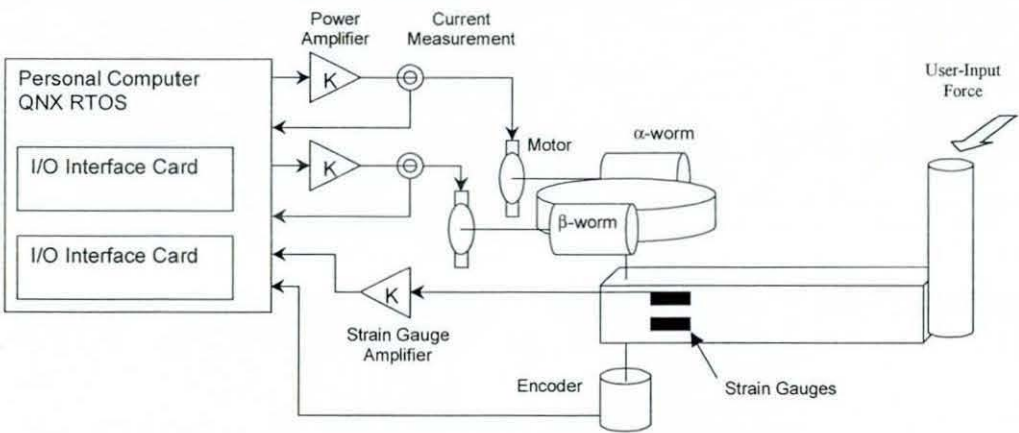 Power
Amplifier
Current
Measurement
Personal Computer
QNX RTOS
K
User-Input
Force
Motor
α-worm
I/O Interface Card
K
β-worm
I/O Interface Card
K
Strain Gauge
Amplifier
Encoder
Strain Gauges